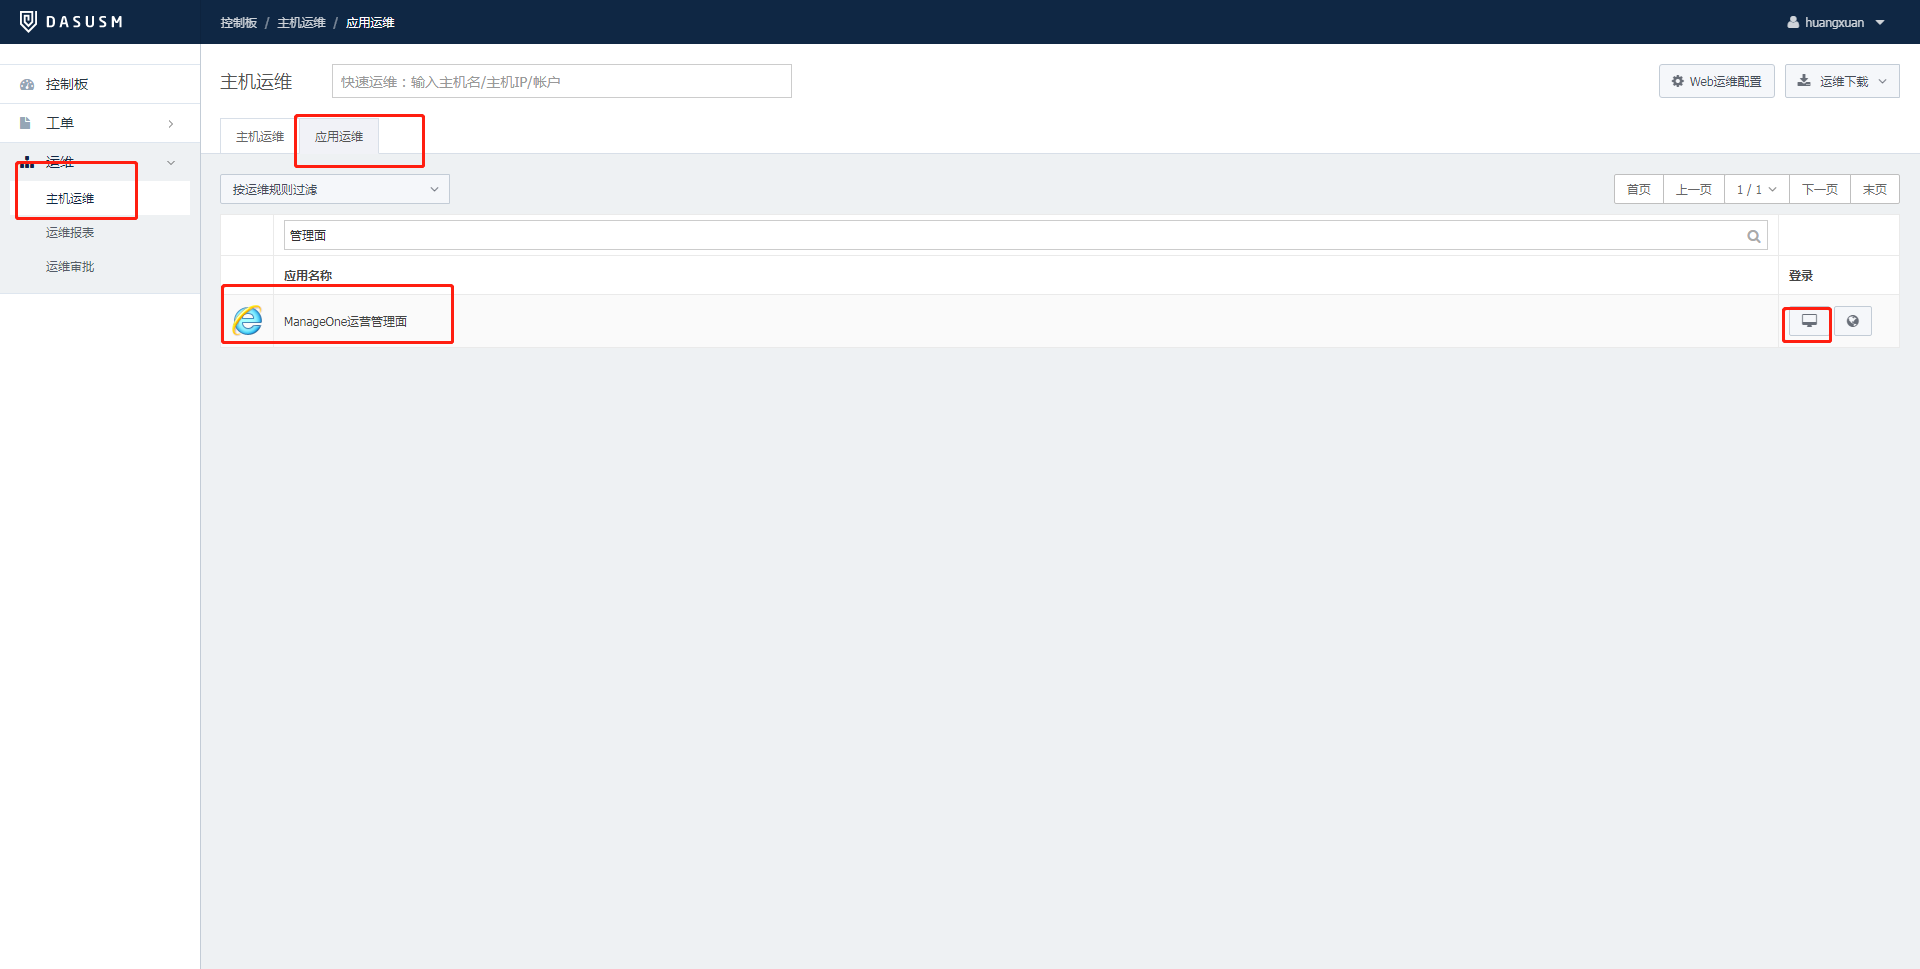 DASUSM
控制板 / 主机运维 / 应用运维
huangxuan
控制板
工单
运维
主机运维
运维报表
运维审批
主机运维
快速运维：输入主机名/主机IP/帐户
Web运维配置
运维下载
主机运维
应用运维
按运维规则过滤
首页
上一页
1 / 1
下一页
末页
管理面
应用名称
登录
ManageOne运营管理面